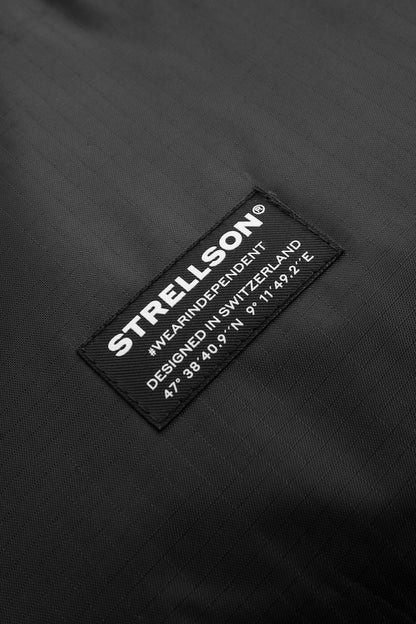 STRELLSON®
#WEARINDEPENDENT
DESIGNED IN SWITZERLAND
47° 38'40.9''N 9° 11'49.2''E